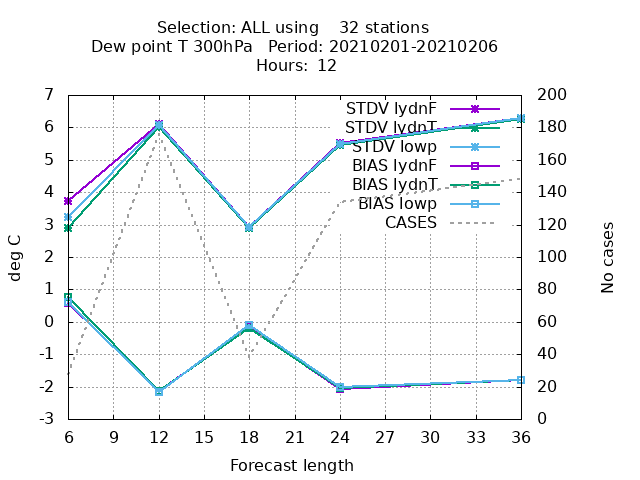 Selection: ALL using    32 stations
Dew point T 300hPa   Period: 20210201-20210206
Hours: 12
7
6
5
4
3
2
1
0
-1
-2
-3
deg C
200
180
160
140
120
100
80
60
40
20
0
No cases
STDV lydnF
STDV lydnT
STDV lowp
BIAS lydnF
BIAS lydnT
BIAS lowp
CASES
6 9 12 15 18 21 24 27 30 33 36
Forecast length